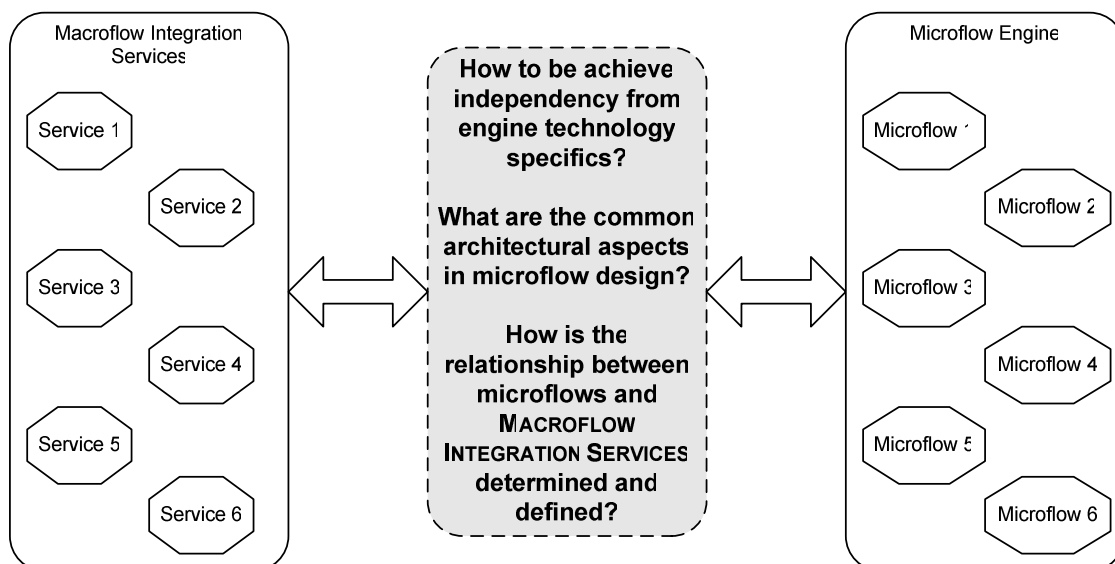 Macroflow Integration
Services
Service 1
Service 2
Service 3
Service 4
Service 5
Service 6
How to be achieve
independency from
engine technology
specifics?
What are the common
architectural aspects
in microflow design?
How is the
relationship between
microflows and
MACROFLOW
INTEGRATION SERVICES
determined and
defined?
Microflow Engine
Microflow 1
Microflow 2
Microflow 3
Microflow 4
Microflow 5
Microflow 6